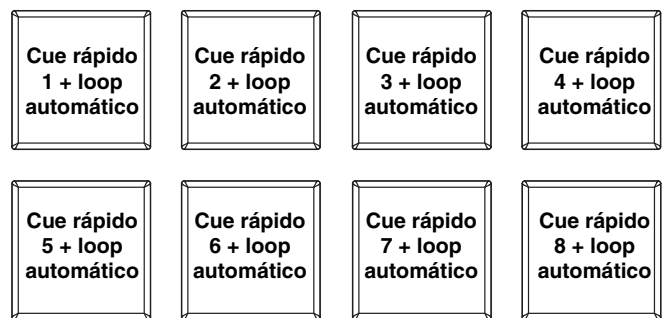 Cue rápido
1 + loop
automático
Cue rápido
2 + loop
automático
Cue rápido
3 + loop
automático
Cue rápido
4 + loop
automático
Cue rápido
5 + loop
automático
Cue rápido
6 + loop
automático
Cue rápido
7 + loop
automático
Cue rápido
8 + loop
automático